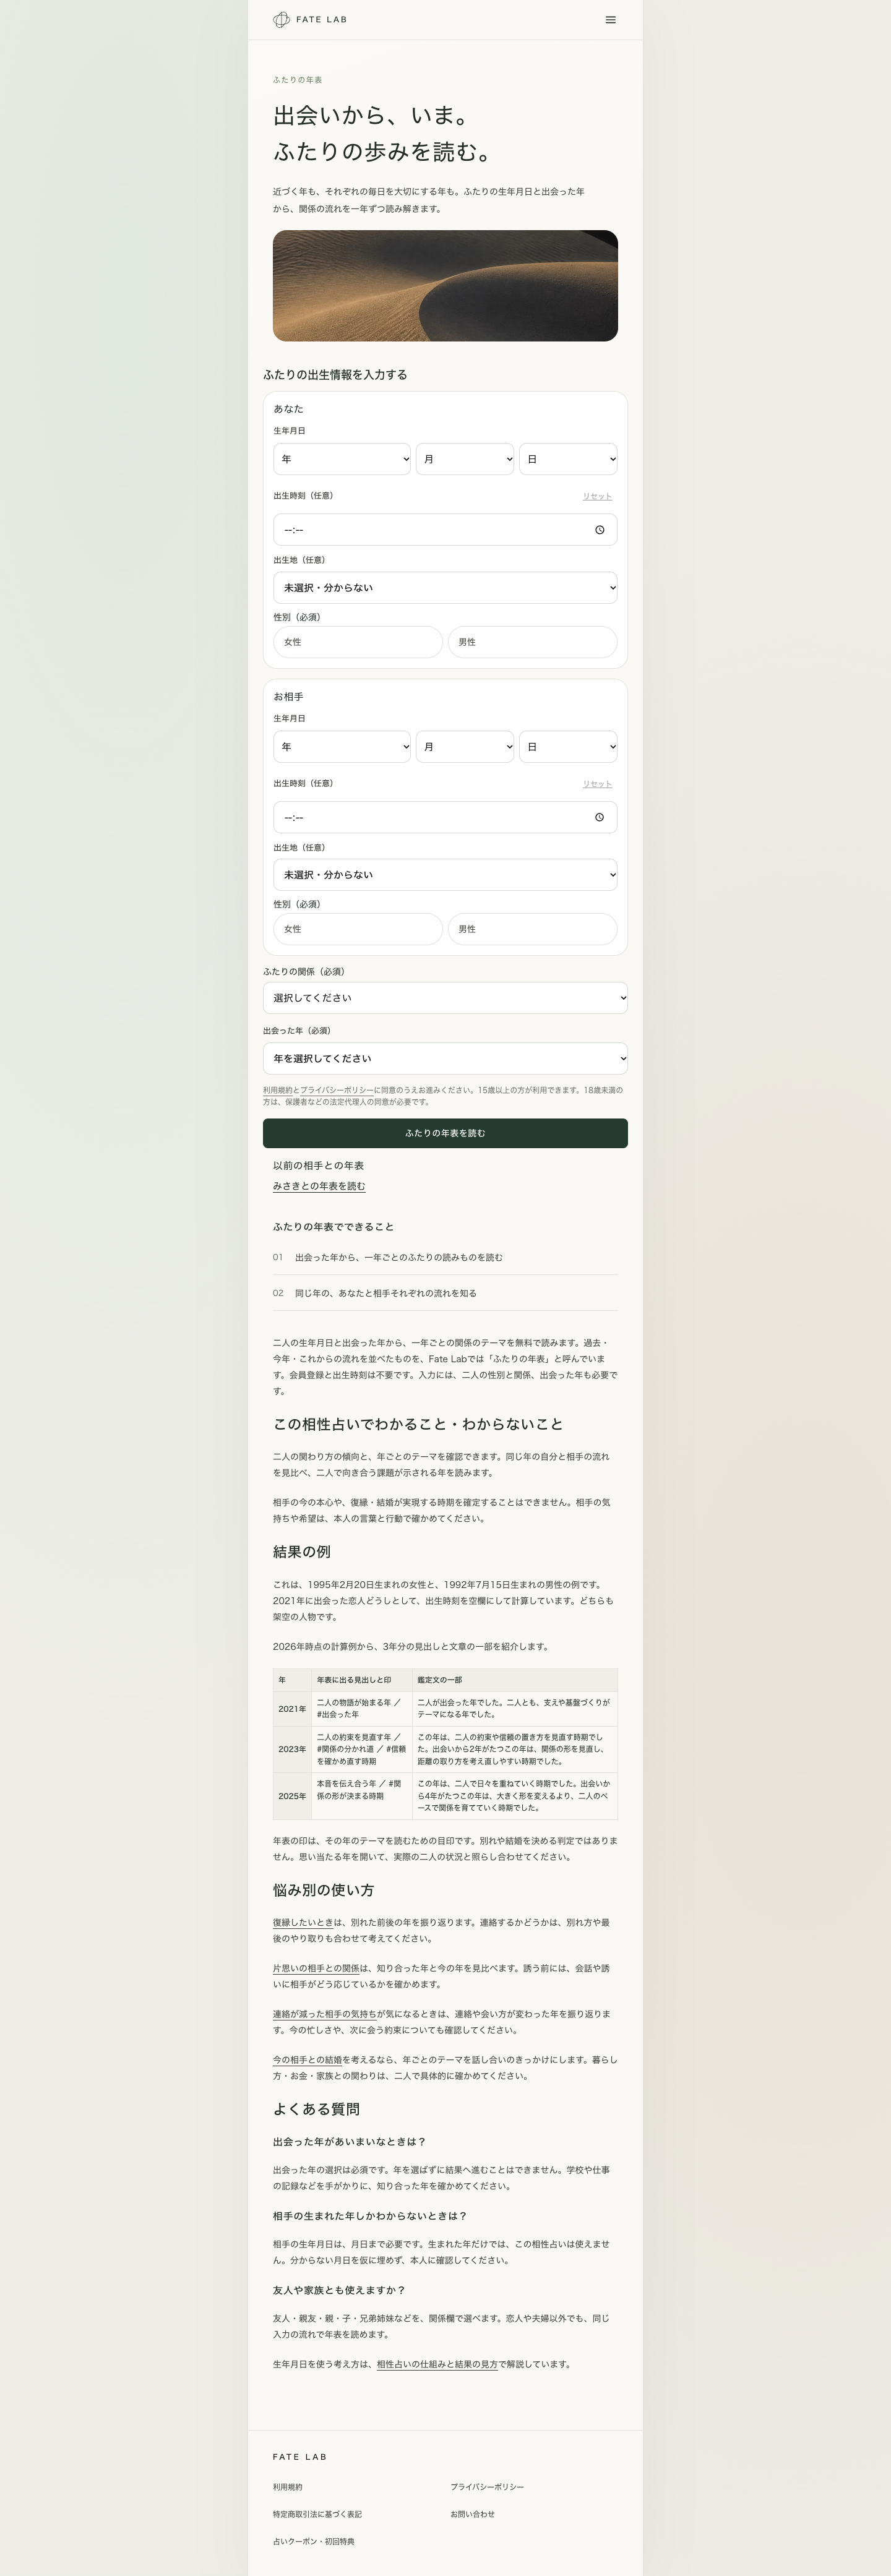 FATE LAB
ふたりの年表
出会いから、いま。
ふたりの歩みを読む。
近づく年も、それぞれの毎日を大切にする年も。ふたりの生年月日と出会った年
から、関係の流れを一年ずつ読み解きます。
ふたりの出生情報を入力する
あなた
生年月日
年 月 日
出生時刻（任意） リセット
--:--
出生地（任意）
未選択・分からない
性別（必須）
女性 男性
お相手
生年月日
年 月 日
出生時刻（任意） リセット
--:--
出生地（任意）
未選択・分からない
性別（必須）
女性 男性
ふたりの関係（必須）
選択してください
出会った年（必須）
年を選択してください
利用規約とプライバシーポリシーに同意のうえお進みください。15歳以上の方が利用できます。18歳未満の
方は、保護者などの法定代理人の同意が必要です。
ふたりの年表を読む
以前の相手との年表
みさきとの年表を読む
ふたりの年表でできること
01 出会った年から、一年ごとのふたりの読みものを読む
02 同じ年の、あなたと相手それぞれの流れを知る
二人の生年月日と出会った年から、一年ごとの関係のテーマを無料で読みます。過去・
今年・これからの流れを並べたものを、Fate Labでは「ふたりの年表」と呼んでいま
す。会員登録と出生時刻は不要です。入力には、二人の性別と関係、出会った年も必要で
す。
この相性占いでわかること・わからないこと
二人の関わり方の傾向と、年ごとのテーマを確認できます。同じ年の自分と相手の流れ
を見比べ、二人で向き合う課題が示される年を読みます。
相手の今の本心や、復縁・結婚が実現する時期を確定することはできません。相手の気
持ちや希望は、本人の言葉と行動で確かめてください。
結果の例
これは、1995年2月20日生まれの女性と、1992年7月15日生まれの男性の例です。
2021年に出会った恋人どうしとして、出生時刻を空欄にして計算しています。どちらも
架空の人物です。
2026年時点の計算例から、3年分の見出しと文章の一部を紹介します。
年 年表に出る見出しと印 鑑定文の一部
2021年 二人の物語が始まる年 ／ #出会った年 二人が出会った年でした。二人とも、支えや基盤づくりがテーマになる年でした。
2023年 二人の約束を見直す年 ／ #関係の分かれ道 ／ #信頼を確かめ直す時期 この年は、二人の約束や信頼の置き方を見直す時期でした。出会いから2年がたつこの年は、関係の形を見直し、距離の取り方を考え直しやすい時期でした。
2025年 本音を伝え合う年 ／ #関係の形が決まる時期 この年は、二人で日々を重ねていく時期でした。出会いから4年がたつこの年は、大きく形を変えるより、二人のペースで関係を育てていく時期でした。
年表の印は、その年のテーマを読むための目印です。別れや結婚を決める判定ではありま
せん。思い当たる年を開いて、実際の二人の状況と照らし合わせてください。
悩み別の使い方
復縁したいときは、別れた前後の年を振り返ります。連絡するかどうかは、別れ方や最
後のやり取りも合わせて考えてください。
片思いの相手との関係は、知り合った年と今の年を見比べます。誘う前には、会話や誘
いに相手がどう応じているかを確かめます。
連絡が減った相手の気持ちが気になるときは、連絡や会い方が変わった年を振り返りま
す。今の忙しさや、次に会う約束についても確認してください。
今の相手との結婚を考えるなら、年ごとのテーマを話し合いのきっかけにします。暮らし
方・お金・家族との関わりは、二人で具体的に確かめてください。
よくある質問
出会った年があいまいなときは？
出会った年の選択は必須です。年を選ばずに結果へ進むことはできません。学校や仕事
の記録などを手がかりに、知り合った年を確かめてください。
相手の生まれた年しかわからないときは？
相手の生年月日は、月日まで必要です。生まれた年だけでは、この相性占いは使えませ
ん。分からない月日を仮に埋めず、本人に確認してください。
友人や家族とも使えますか？
友人・親友・親・子・兄弟姉妹などを、関係欄で選べます。恋人や夫婦以外でも、同じ
入力の流れで年表を読めます。
生年月日を使う考え方は、相性占いの仕組みと結果の見方で解説しています。
FATE LAB
利用規約 プライバシーポリシー
特定商取引法に基づく表記 お問い合わせ
占いクーポン・初回特典